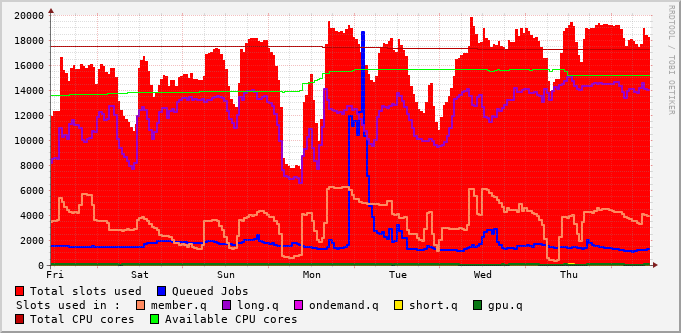 20000
18000
16000
14000
12000
10000
8000
6000
4000
2000
0
Fri Sat Sun Mon Tue Wed Thu
RRDTOOL / TOBI OETIKER
Total slots used Queued Jobs
Slots used in : member.q long.q ondemand.q short.q gpu.q
Total CPU cores Available CPU cores